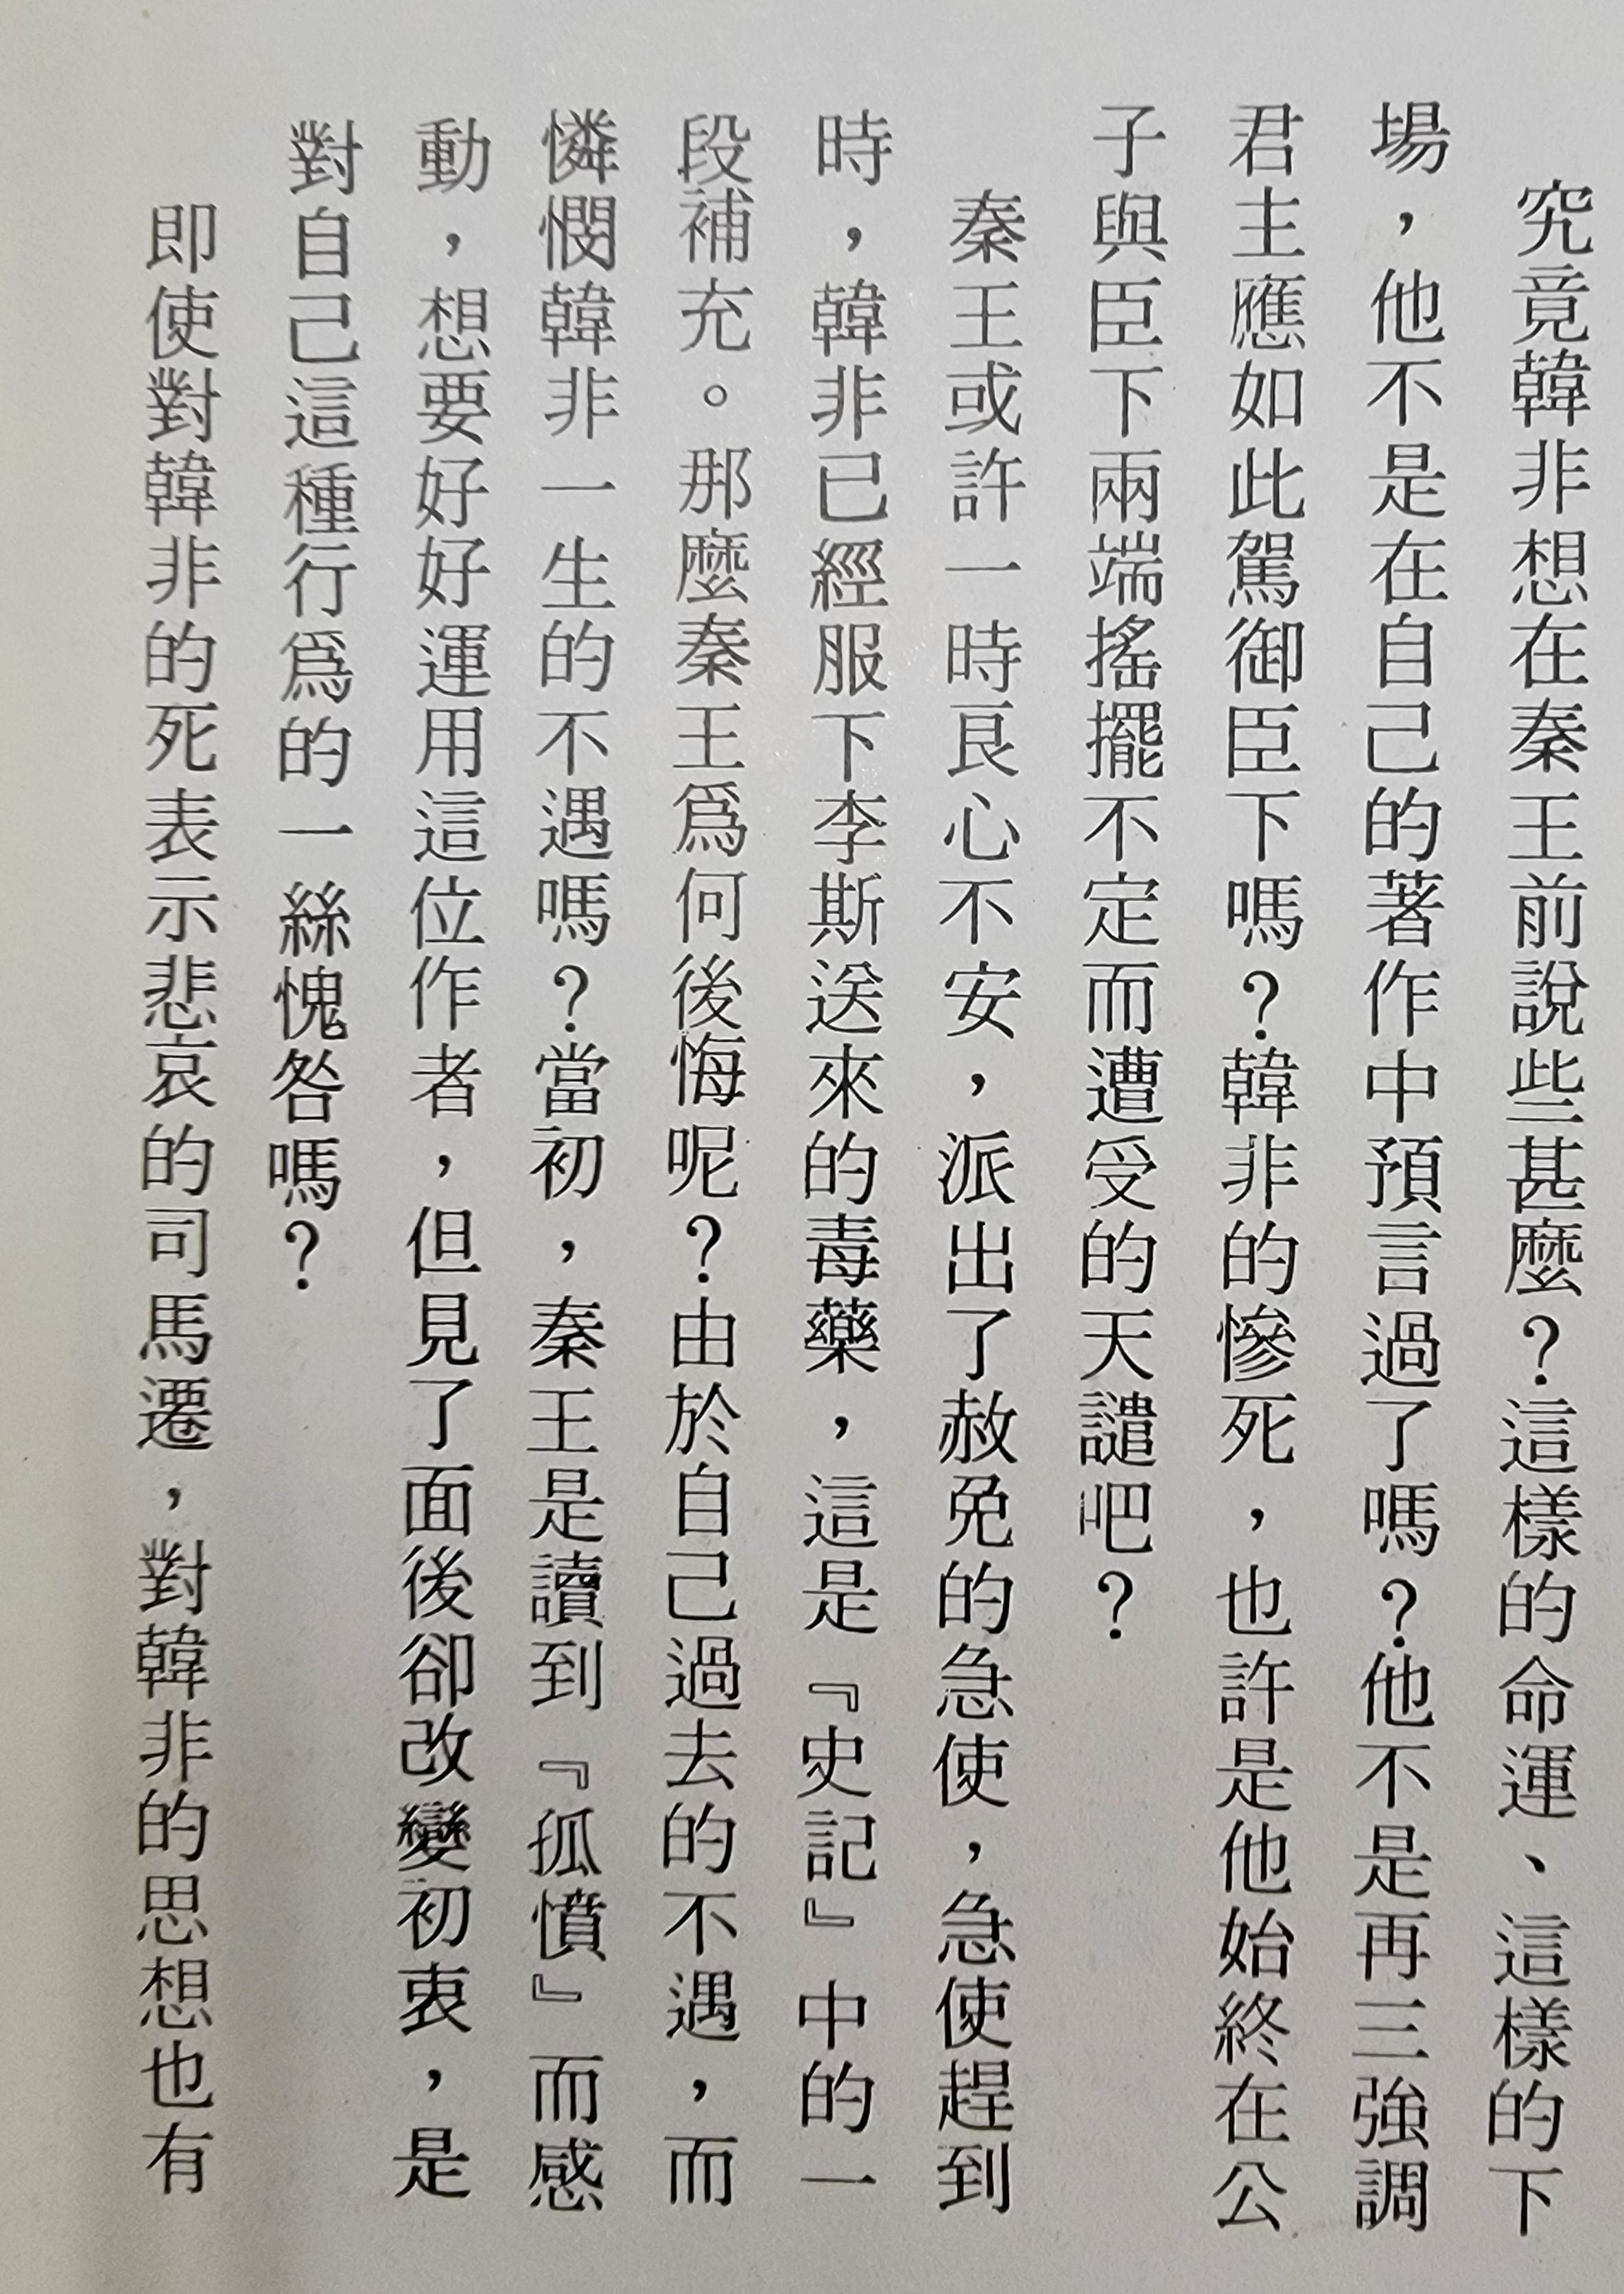 究竟韓非想在秦王前說些甚麼？這樣的命運、這樣的下
場，他不是在自己的著作中預言過了嗎？他不是再三強調
君主應如此駕御臣下嗎？韓非的慘死，也許是他始終在公
子與臣下兩端搖擺不定而遭受的天譴吧？
秦王或許一時良心不安，派出了赦免的急使，急使趕到
時，韓非已經服下李斯送來的毒藥，這是『史記』中的一
段補充。那麼秦王爲何後悔呢？由於自己過去的不遇，而
憐憫韓非一生的不遇嗎？當初，秦王是讀到『孤憤』而感
動，想要好好運用這位作者，但見了面後卻改變初衷，是
對自己這種行爲的一絲愧咎嗎？
即使對韓非的死表示悲哀的司馬遷，對韓非的思想也有